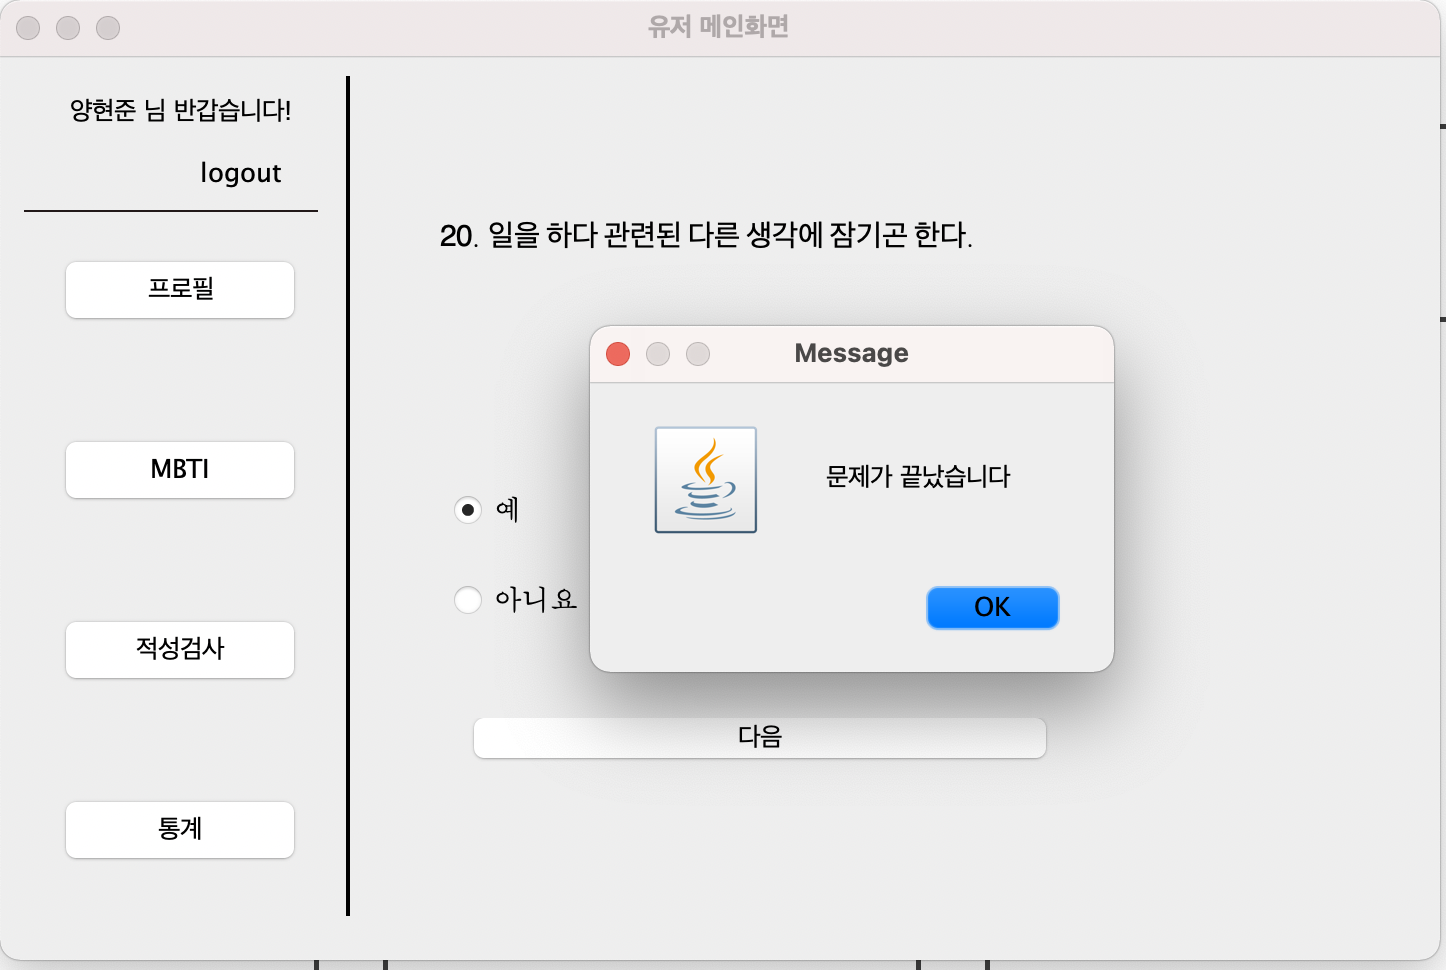 유저 메인화면
양현준 님 반갑습니다!
logout
프로필
MBTI
적성검사
통계
20. 일을 하다 관련된 다른 생각에 잠기곤 한다.
예
아니요
다음
Message
문제가 끝났습니다
OK